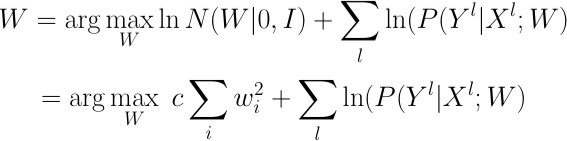 W = arg max_W ln N(W|0, I) + ∑_l ln(P(Y^l|X^l; W)
= arg max_W c ∑_i w_i^2 + ∑_l ln(P(Y^l|X^l; W)